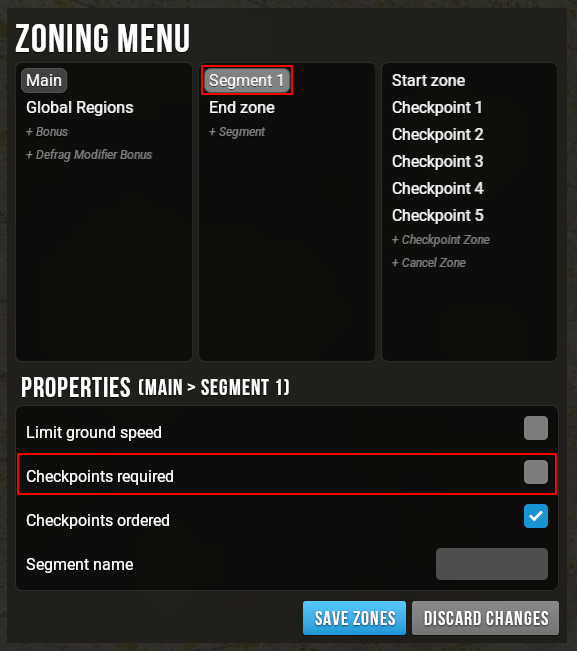 ZONING MENU
Main
Global Regions
+ Bonus
+ Defrag Modifier Bonus
Segment 1
End zone
+ Segment
Start zone
Checkpoint 1
Checkpoint 2
Checkpoint 3
Checkpoint 4
Checkpoint 5
+ Checkpoint Zone
+ Cancel Zone
PROPERTIES (MAIN > SEGMENT 1)
Limit ground speed
Checkpoints required
Checkpoints ordered
Segment name
SAVE ZONES DISCARD CHANGES